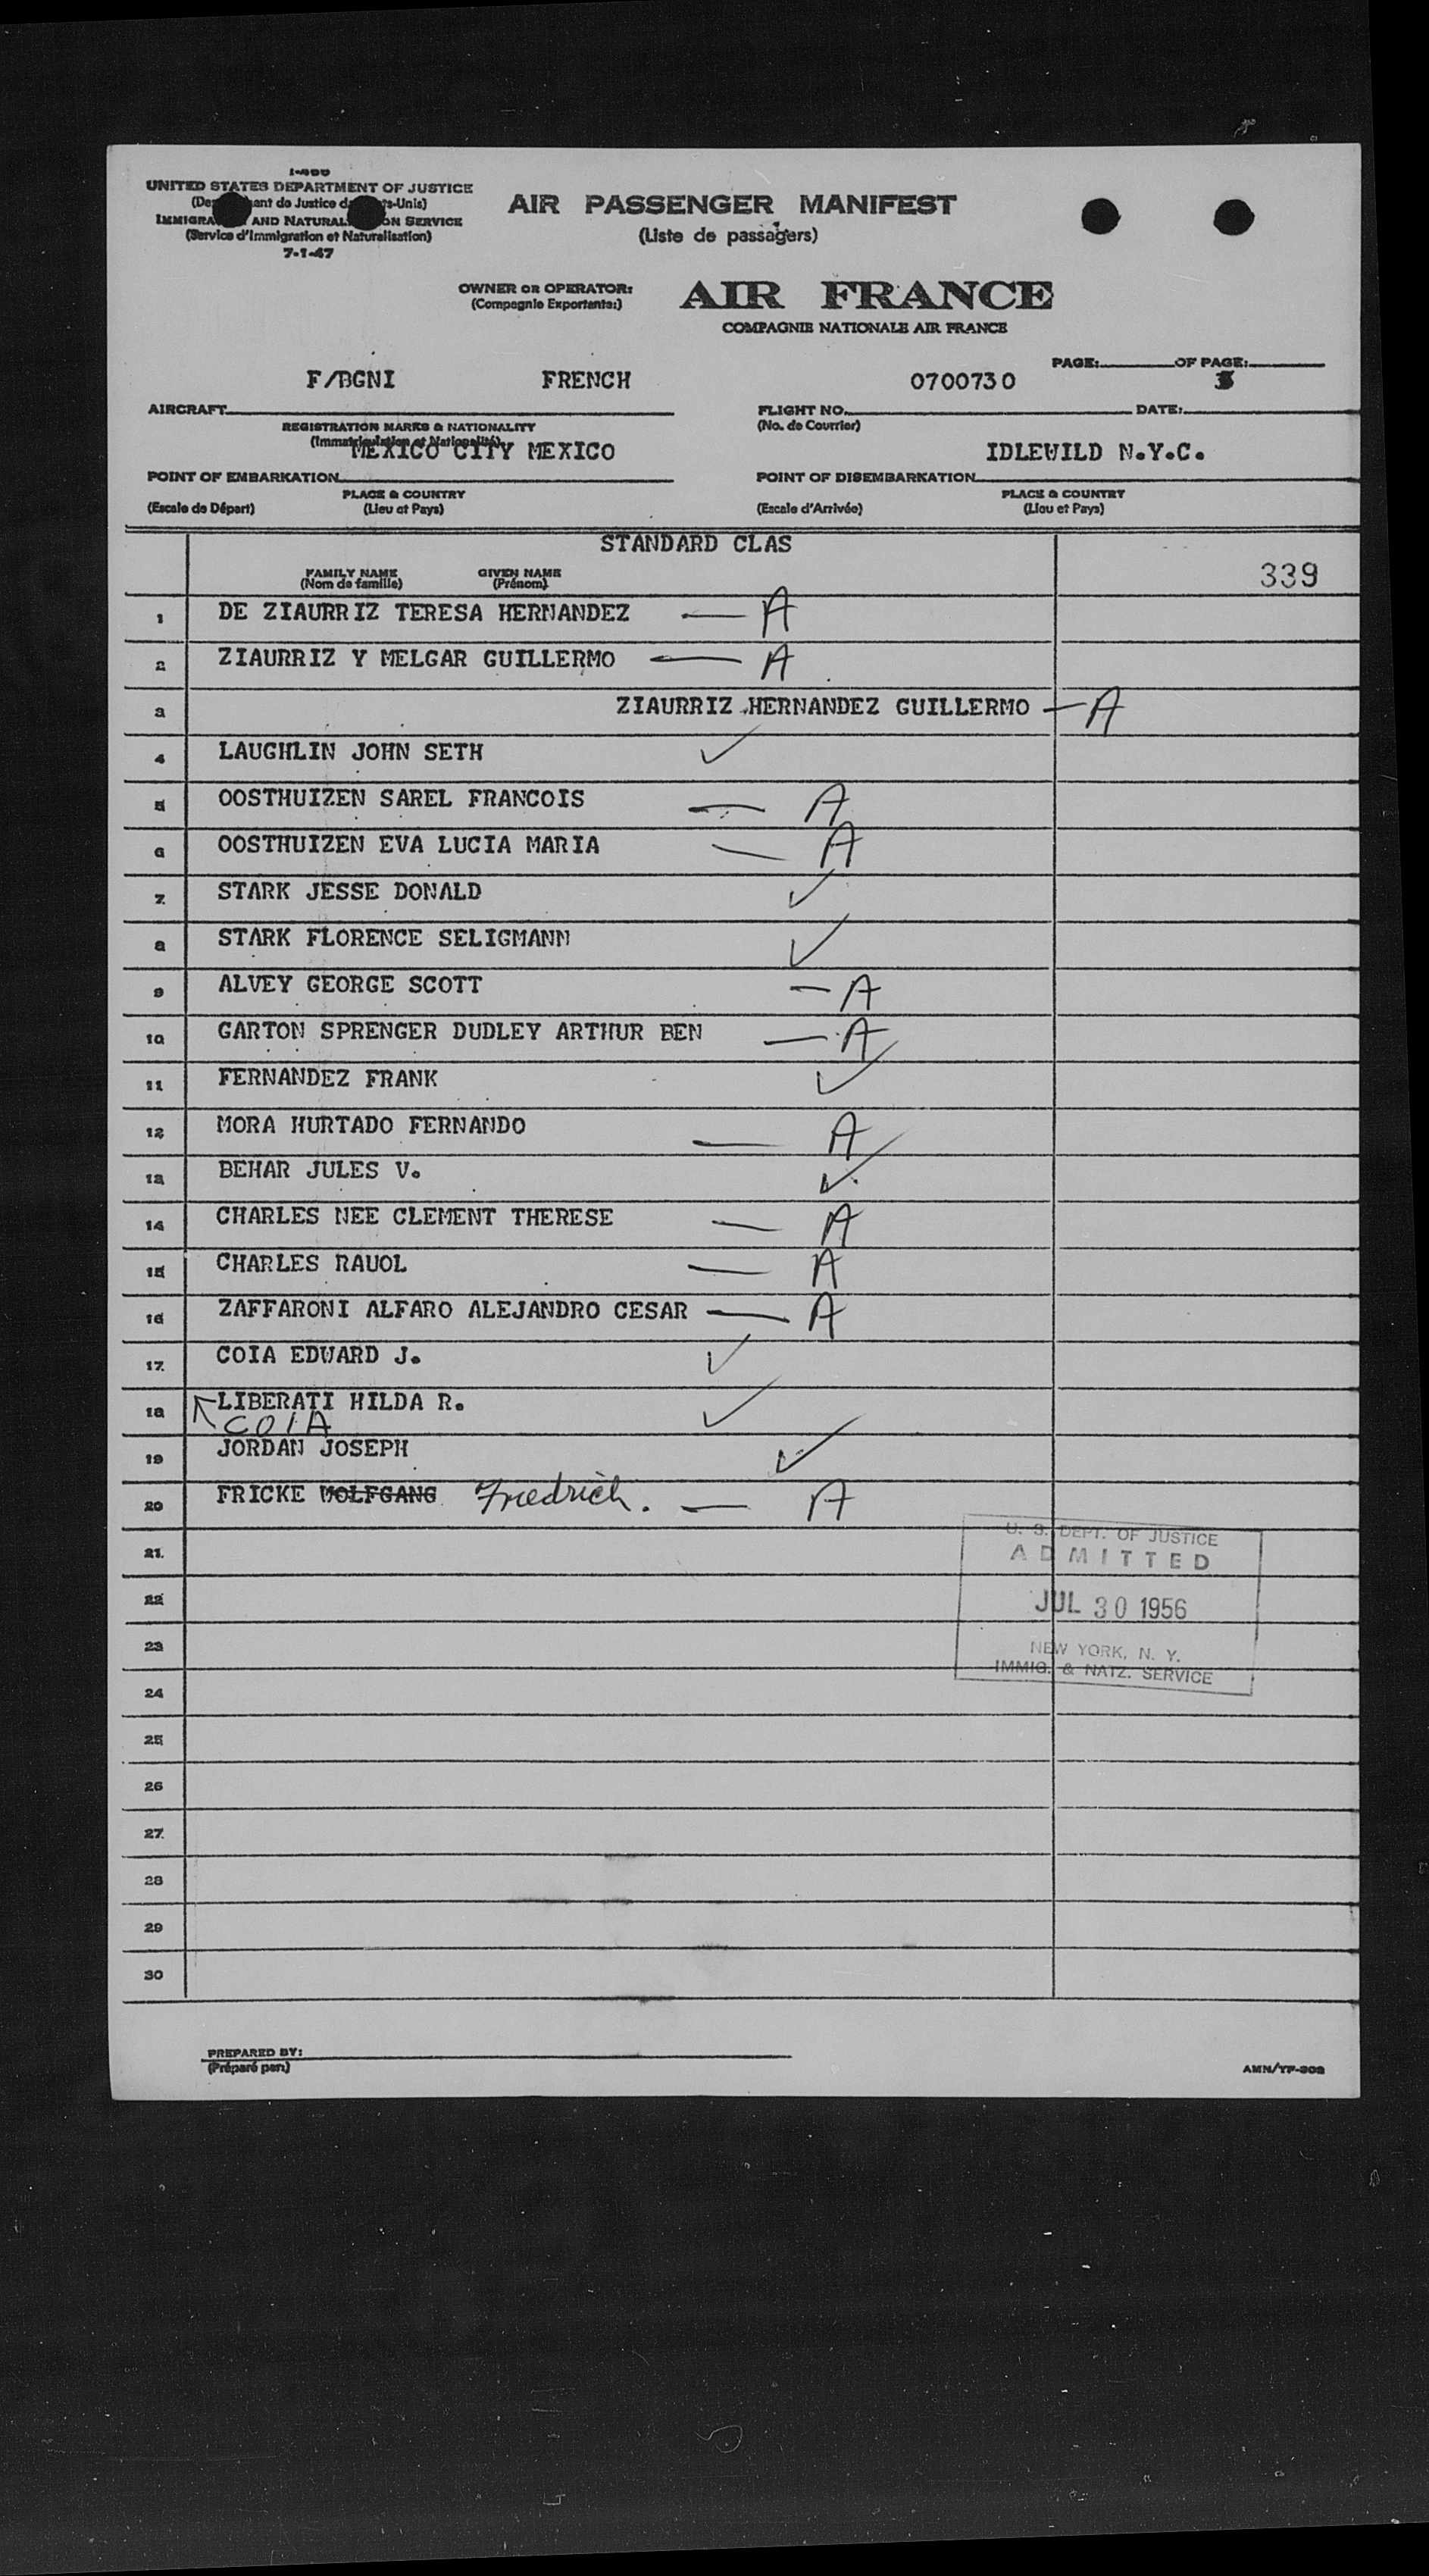 I-466
UNITED STATES DEPARTMENT OF JUSTICE
IMMIGRA AND NATURAL ON SERVICE
(Service d'Immigration et Naturalisation)
7-1-47
AIR PASSENGER MANIFEST
(Liste de passagers)
OWNER OR OPERATOR:
(Compagnie Exportante:)
AIR FRANCE
COMPAGNIE NATIONALE AIR FRANCE
PAGE: OF PAGE:
F/BGNI FRENCH 0700730
AIRCRAFT FLIGHT NO. DATE:
REGISTRATION MARKS & NATIONALITY (No. de Courrier)
(Immatriculation et Nationalité)
MEXICO CITY MEXICO IDLEWILD N.Y.C.
POINT OF EMBARKATION POINT OF DISEMBARKATION
PLACE & COUNTRY PLACE & COUNTRY
(Escale de Départ) (Lieu et Pays) (Escale d'Arrivée) (Lieu et Pays)
STANDARD CLAS
FAMILY NAME GIVEN NAME
(Nom de famille) (Prénom) 339
1 DE ZIAURRIZ TERESA HERNANDEZ — A
2 ZIAURRIZ Y MELGAR GUILLERMO — A
3 ZIAURRIZ HERNANDEZ GUILLERMO — A
4 LAUGHLIN JOHN SETH ✓
5 OOSTHUIZEN SAREL FRANCOIS — A
6 OOSTHUIZEN EVA LUCIA MARIA — A
7 STARK JESSE DONALD ✓
8 STARK FLORENCE SELIGMANN ✓
9 ALVEY GEORGE SCOTT — A
10 GARTON SPRENGER DUDLEY ARTHUR BEN — A
11 FERNANDEZ FRANK ✓
12 MORA HURTADO FERNANDO — A
13 BEHAR JULES V. ✓
14 CHARLES NEE CLEMENT THERESE — A
15 CHARLES RAUOL — A
16 ZAFFARONI ALFARO ALEJANDRO CESAR — A
17 COIA EDWARD J. ✓
18 LIBERATI HILDA R. ✓
COIA
19 JORDAN JOSEPH ✓
20 FRICKE WOLFGANG Friedrich. — A
21
22
23
24
25
26
27
28
29
30
U. S. DEPT. OF JUSTICE
ADMITTED
JUL 30 1956
NEW YORK, N. Y.
IMMIG. & NATZ. SERVICE
PREPARED BY:
(Préparé par:)
AMN/TF-302